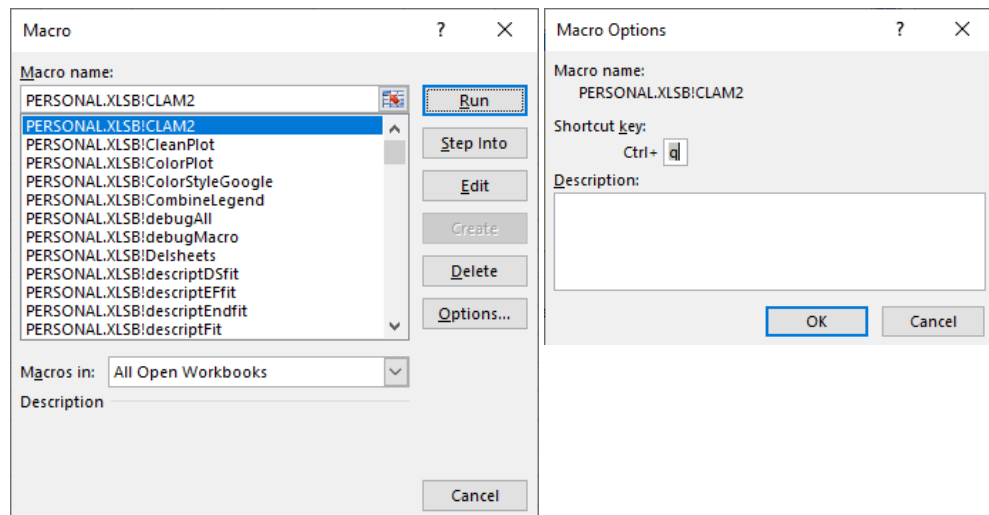 Macro
Macro name:
PERSONAL.XLSB!CLAM2
PERSONAL.XLSB!CLAM2
PERSONAL.XLSB!CleanPlot
PERSONAL.XLSB!ColorPlot
PERSONAL.XLSB!ColorStyleGoogle
PERSONAL.XLSB!CombineLegend
PERSONAL.XLSB!debugAll
PERSONAL.XLSB!debugMacro
PERSONAL.XLSB!Delsheets
PERSONAL.XLSB!descriptDSfit
PERSONAL.XLSB!descriptEFfit
PERSONAL.XLSB!descriptEndfit
PERSONAL.XLSB!descriptFit
Run
Step Into
Edit
Create
Delete
Options...
Macros in: All Open Workbooks
Description
Cancel
Macro Options
Macro name:
PERSONAL.XLSB!CLAM2
Shortcut key:
Ctrl+ q
Description:
OK Cancel